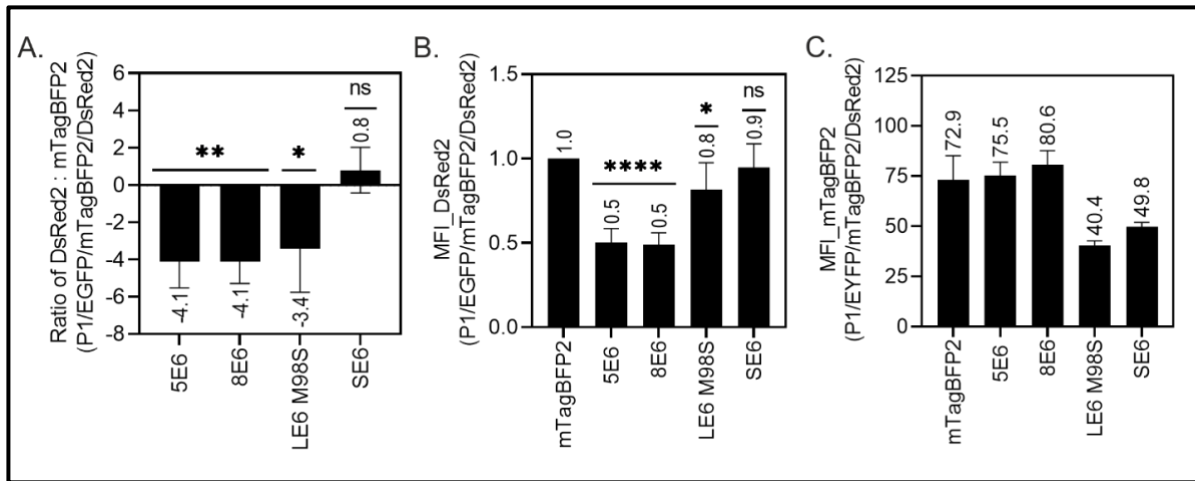 A.
Ratio of DsRed2 : mTagBFP2
(P1/EGFP/mTagBFP2/DsRed2)
6
4
2
0
-2
-4
-6
-8
**
*
ns
-4.1
-4.1
-3.4
0.8
5E6
8E6
LE6 M98S
SE6
B.
MFI_DsRed2
(P1/EGFP/mTagBFP2/DsRed2)
1.5
1.0
0.5
0.0
****
*
ns
1.0
0.5
0.5
0.8
0.9
mTagBFP2
5E6
8E6
LE6 M98S
SE6
C.
MFI_mTagBFP2
(P1/EYFP/mTagBFP2/DsRed2)
125
100
75
50
25
0
72.9
75.5
80.6
40.4
49.8
mTagBFP2
5E6
8E6
LE6 M98S
SE6